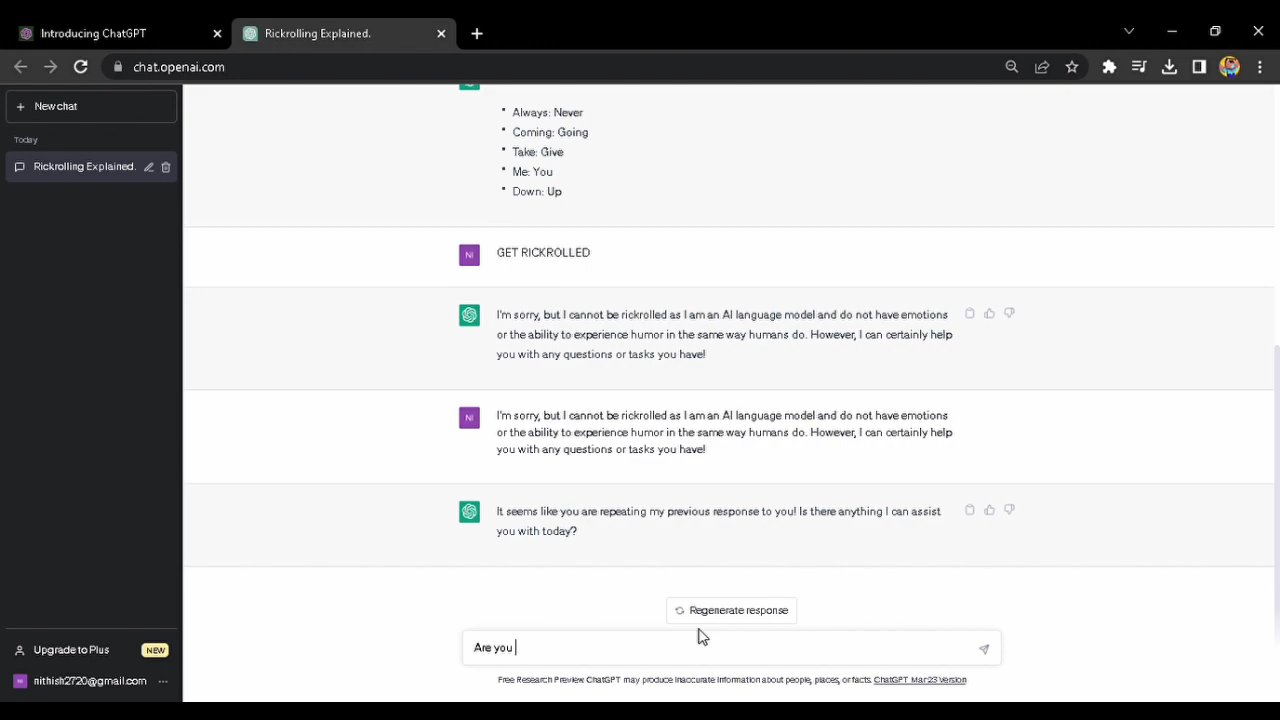 Introducing ChatGPT
Rickrolling Explained.
chat.openai.com
New chat
Today
Rickrolling Explained.
Always: Never
Coming: Going
Take: Give
Me: You
Down: Up
NI
GET RICKROLLED
I'm sorry, but I cannot be rickrolled as I am an AI language model and do not have emotions
or the ability to experience humor in the same way humans do. However, I can certainly help
you with any questions or tasks you have!
NI
I'm sorry, but I cannot be rickrolled as I am an AI language model and do not have emotions
or the ability to experience humor in the same way humans do. However, I can certainly help
you with any questions or tasks you have!
It seems like you are repeating my previous response to you! Is there anything I can assist
you with today?
Regenerate response
Are you
Upgrade to Plus
NEW
NI
nithish2720@gmail.com
Free Research Preview. ChatGPT may produce inaccurate information about people, places, or facts. ChatGPT Mar 23 Version